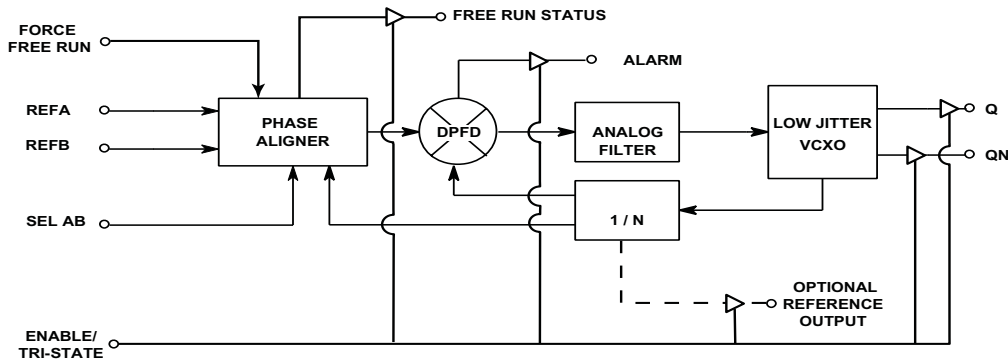 FREE RUN STATUS
FORCE
FREE RUN
ALARM
REFA
REFB
PHASE
ALIGNER
DPFD
ANALOG
FILTER
LOW JITTER
VCXO
Q
QN
SEL AB
1 / N
OPTIONAL
REFERENCE
OUTPUT
ENABLE/
TRI-STATE